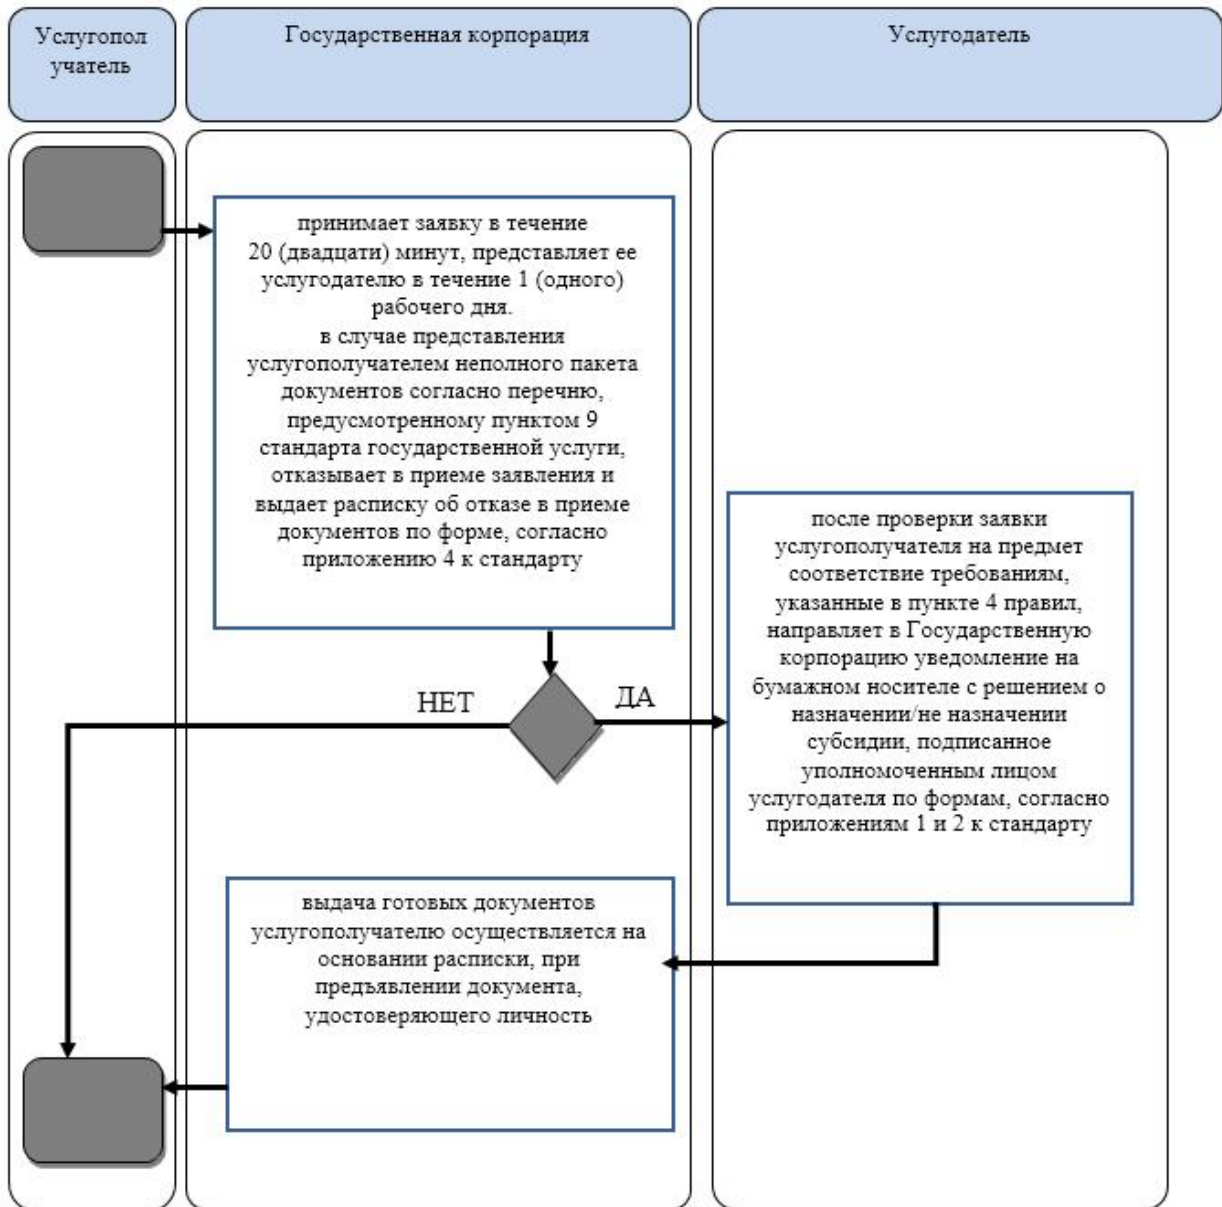 Услугопол
учатель
Государственная корпорация
Услугодатель
принимает заявку в течение
20 (двадцати) минут, представляет ее
услугодателю в течение 1 (одного)
рабочего дня.
в случае представления
услугополучателем неполного пакета
документов согласно перечню,
предусмотренному пунктом 9
стандарта государственной услуги,
отказывает в приеме заявления и
выдает расписку об отказе в приеме
документов по форме, согласно
приложению 4 к стандарту
НЕТ
ДА
после проверки заявки
услугополучателя на предмет
соответствие требованиям,
указанные в пункте 4 правил,
направляет в Государственную
корпорацию уведомление на
бумажном носителе с решением о
назначении/не назначении
субсидии, подписанное
уполномоченным лицом
услугодателя по формам, согласно
приложениям 1 и 2 к стандарту
выдача готовых документов
услугополучателю осуществляется на
основании расписки, при
предъявлении документа,
удостоверяющего личность